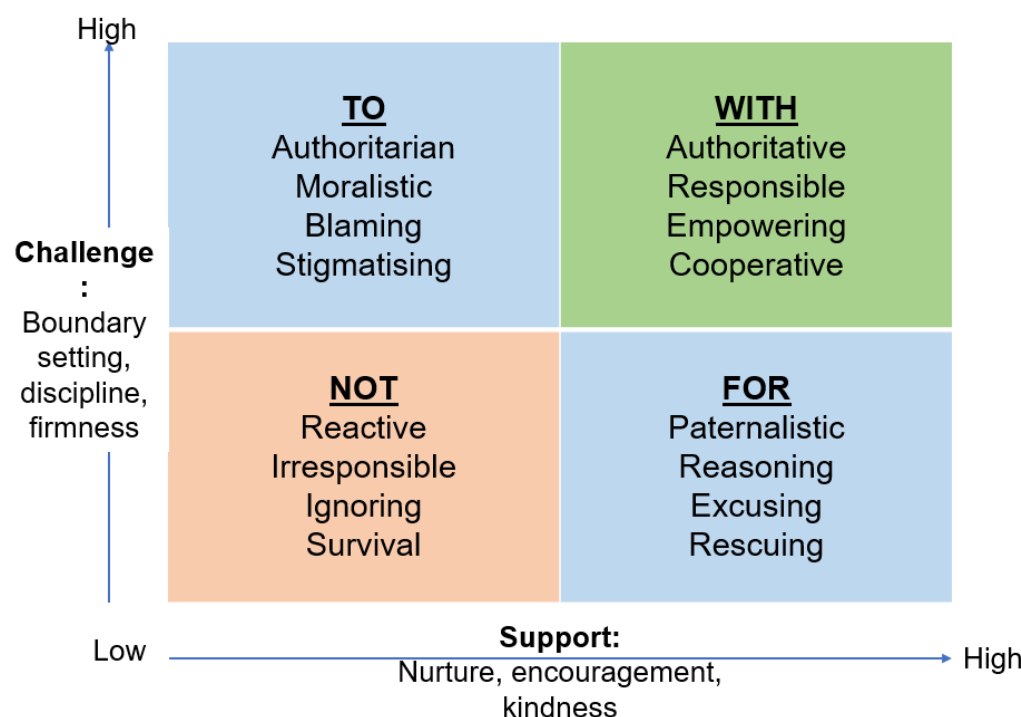 High
TO
Authoritarian
Moralistic
Blaming
Stigmatising
WITH
Authoritative
Responsible
Empowering
Cooperative
Challenge
:
Boundary
setting,
discipline,
firmness
NOT
Reactive
Irresponsible
Ignoring
Survival
FOR
Paternalistic
Reasoning
Excusing
Rescuing
Low
Support:
Nurture, encouragement,
kindness
High